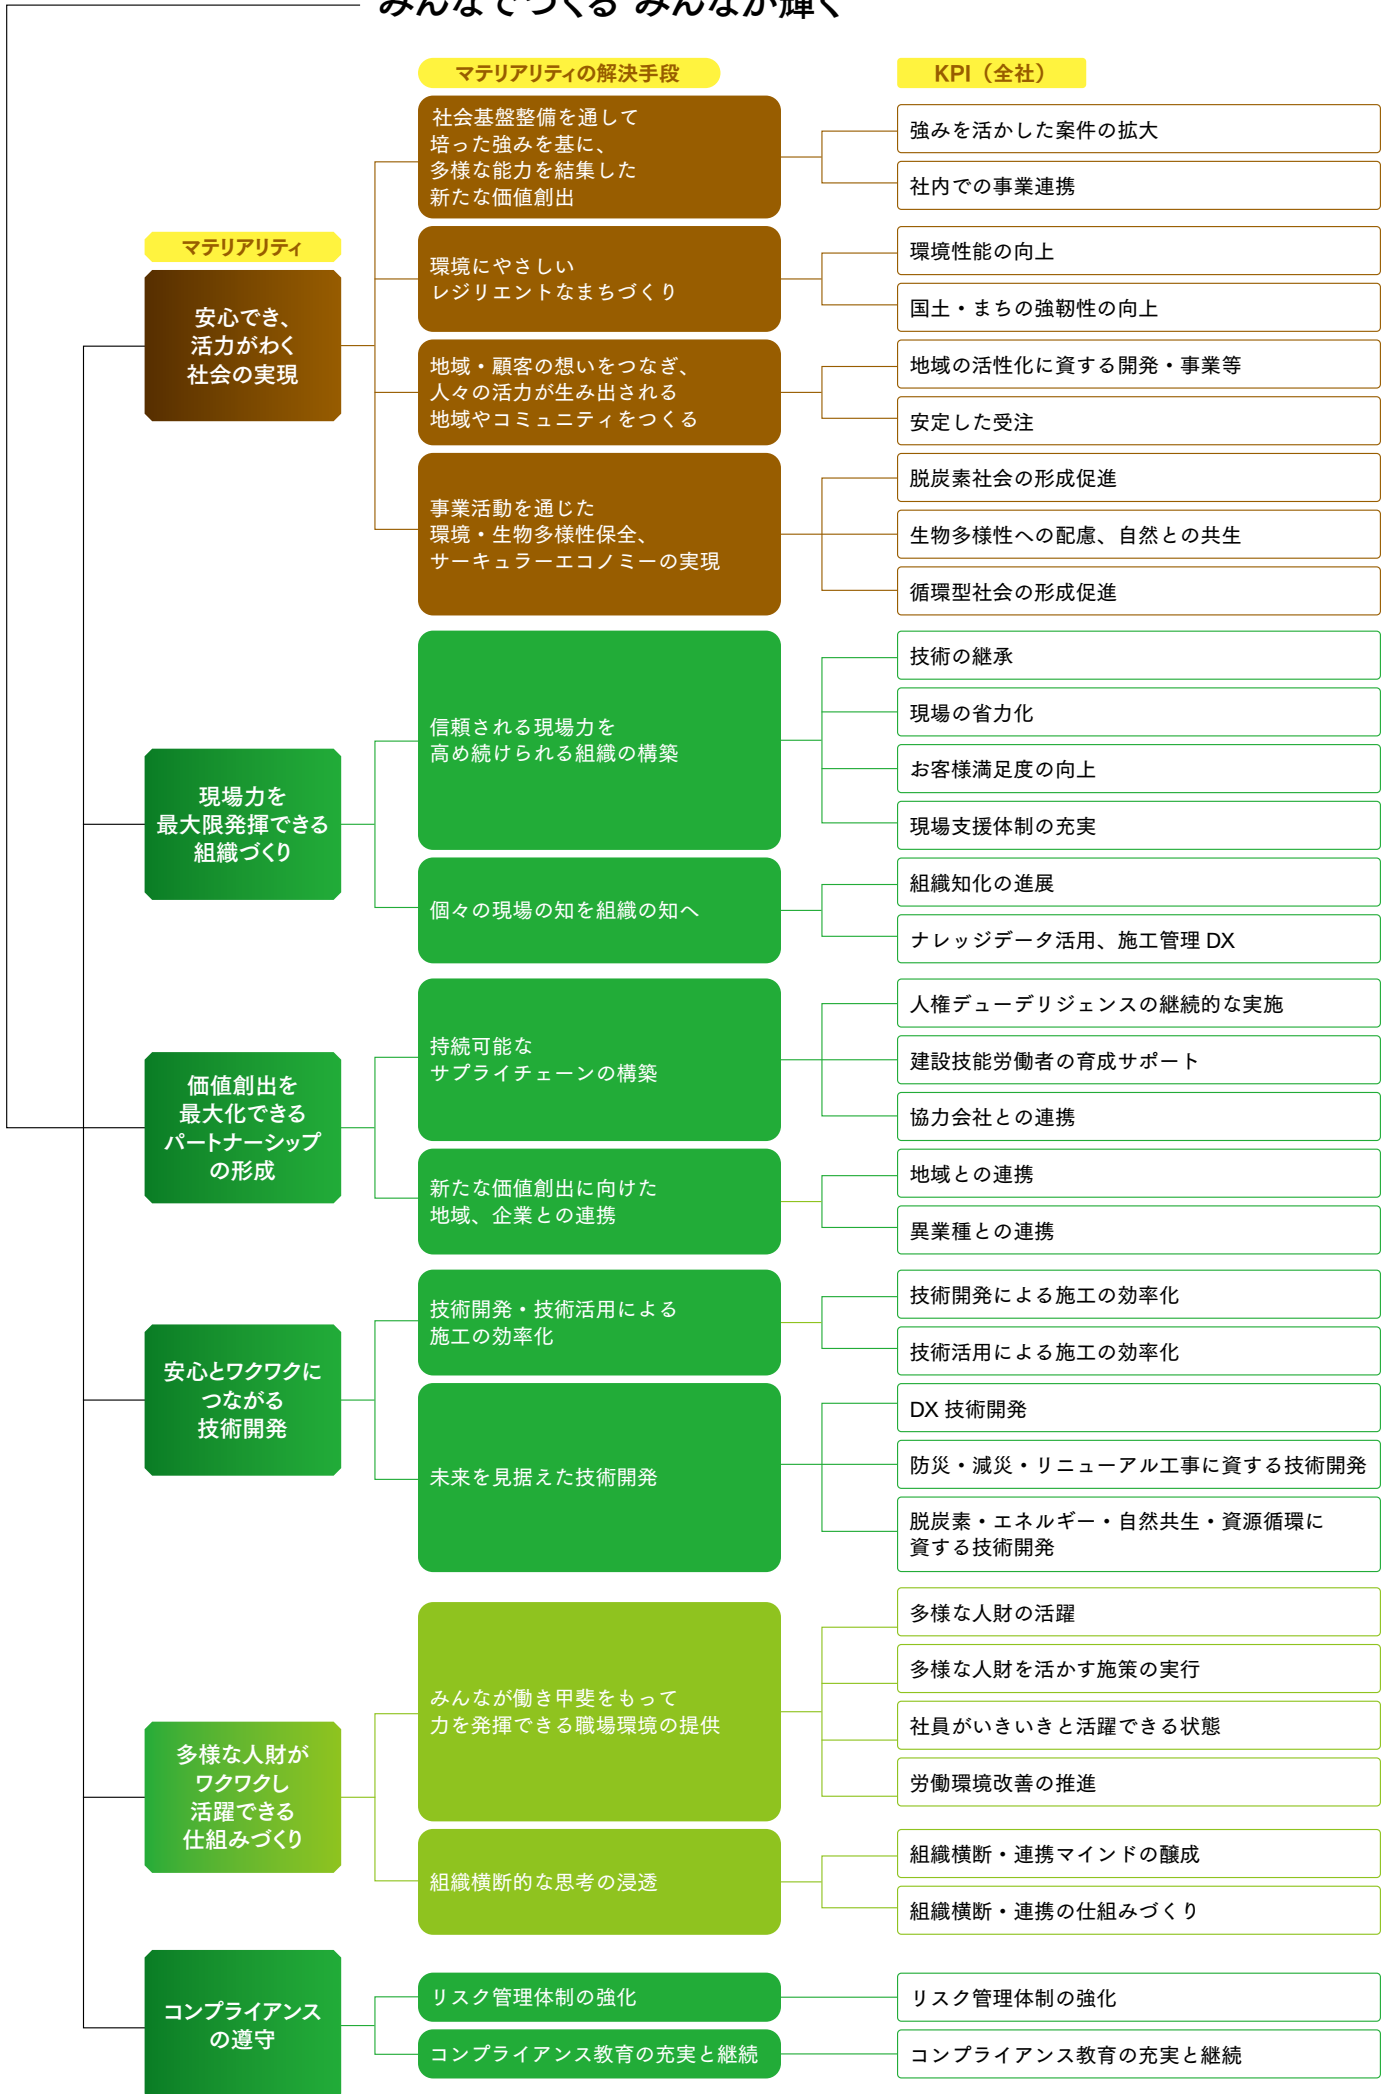 みんなでつくる みんなが輝く
マテリアリティの解決手段
KPI（全社）
マテリアリティ
安心でき、
活力がわく
社会の実現
社会基盤整備を通して
培った強みを基に、
多様な能力を結集した
新たな価値創出
強みを活かした案件の拡大
社内での事業連携
環境にやさしい
レジリエントなまちづくり
環境性能の向上
国土・まちの強靭性の向上
地域・顧客の想いをつなぎ、
人々の活力が生み出される
地域やコミュニティをつくる
地域の活性化に資する開発・事業等
安定した受注
事業活動を通じた
環境・生物多様性保全、
サーキュラーエコノミーの実現
脱炭素社会の形成促進
生物多様性への配慮、自然との共生
循環型社会の形成促進
現場力を
最大限発揮できる
組織づくり
信頼される現場力を
高め続けられる組織の構築
技術の継承
現場の省力化
お客様満足度の向上
現場支援体制の充実
個々の現場の知を組織の知へ
組織知化の進展
ナレッジデータ活用、施工管理 DX
価値創出を
最大化できる
パートナーシップ
の形成
持続可能な
サプライチェーンの構築
人権デューデリジェンスの継続的な実施
建設技能労働者の育成サポート
協力会社との連携
新たな価値創出に向けた
地域、企業との連携
地域との連携
異業種との連携
安心とワクワクに
つながる
技術開発
技術開発・技術活用による
施工の効率化
技術開発による施工の効率化
技術活用による施工の効率化
未来を見据えた技術開発
DX 技術開発
防災・減災・リニューアル工事に資する技術開発
脱炭素・エネルギー・自然共生・資源循環に
資する技術開発
多様な人財が
ワクワクし
活躍できる
仕組みづくり
みんなが働き甲斐をもって
力を発揮できる職場環境の提供
多様な人財の活躍
多様な人財を活かす施策の実行
社員がいきいきと活躍できる状態
労働環境改善の推進
組織横断的な思考の浸透
組織横断・連携マインドの醸成
組織横断・連携の仕組みづくり
コンプライアンス
の遵守
リスク管理体制の強化
リスク管理体制の強化
コンプライアンス教育の充実と継続
コンプライアンス教育の充実と継続